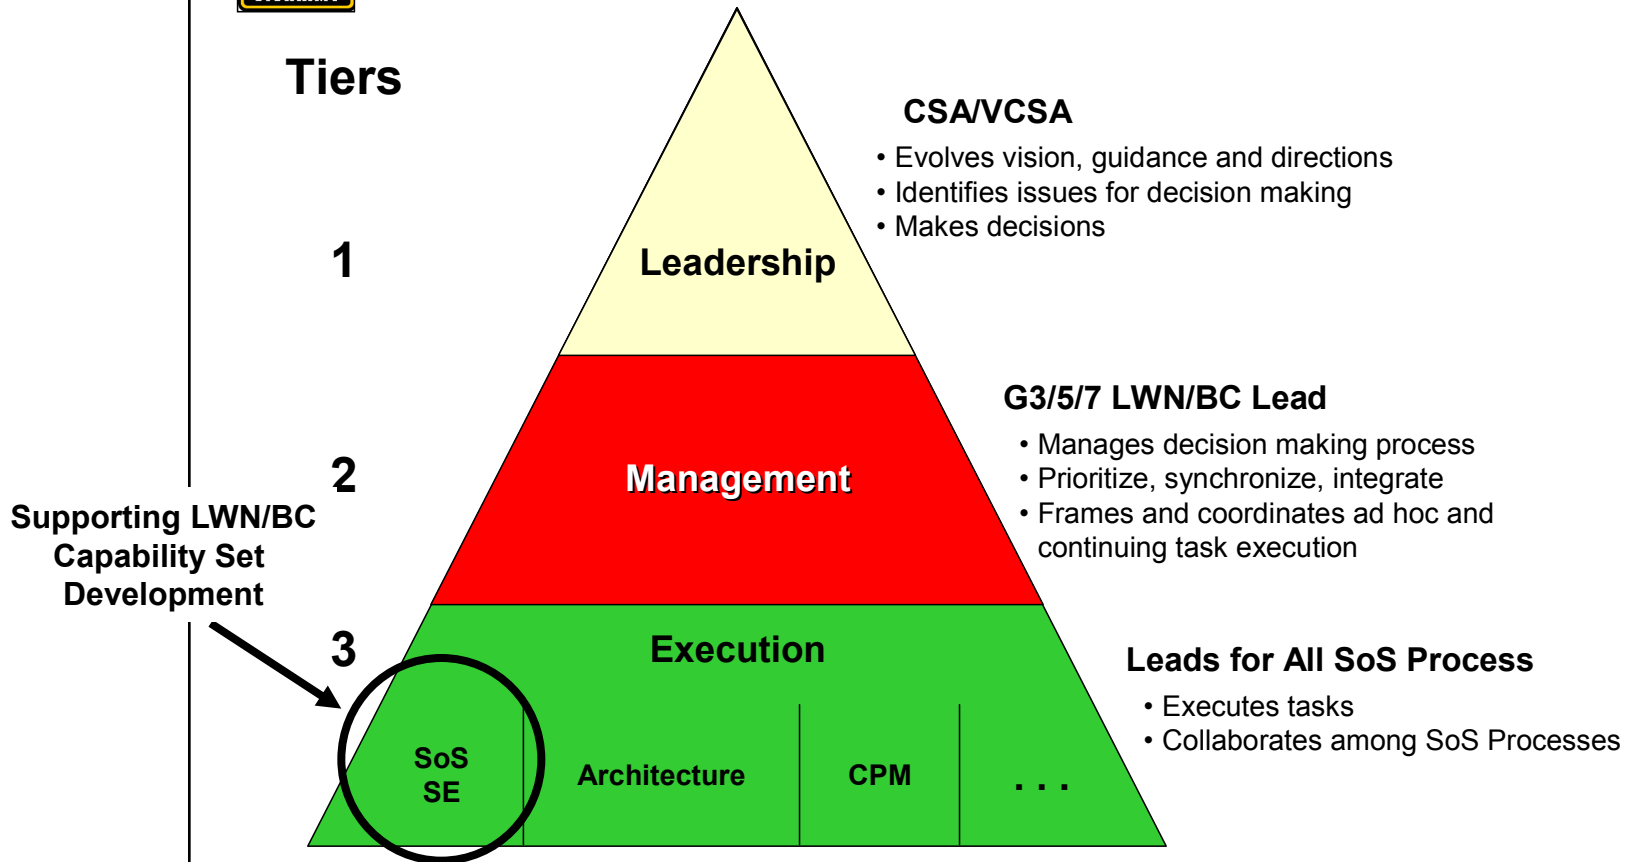 Tiers
CSA/VCSA
• Evolves vision, guidance and directions
• Identifies issues for decision making
• Makes decisions
1
Leadership
G3/5/7 LWN/BC Lead
• Manages decision making process
• Prioritize, synchronize, integrate
• Frames and coordinates ad hoc and
continuing task execution
2
Management
Supporting LWN/BC
Capability Set
Development
3
Execution
Leads for All SoS Process
• Executes tasks
• Collaborates among SoS Processes
SoS
SE
Architecture
CPM
. . .